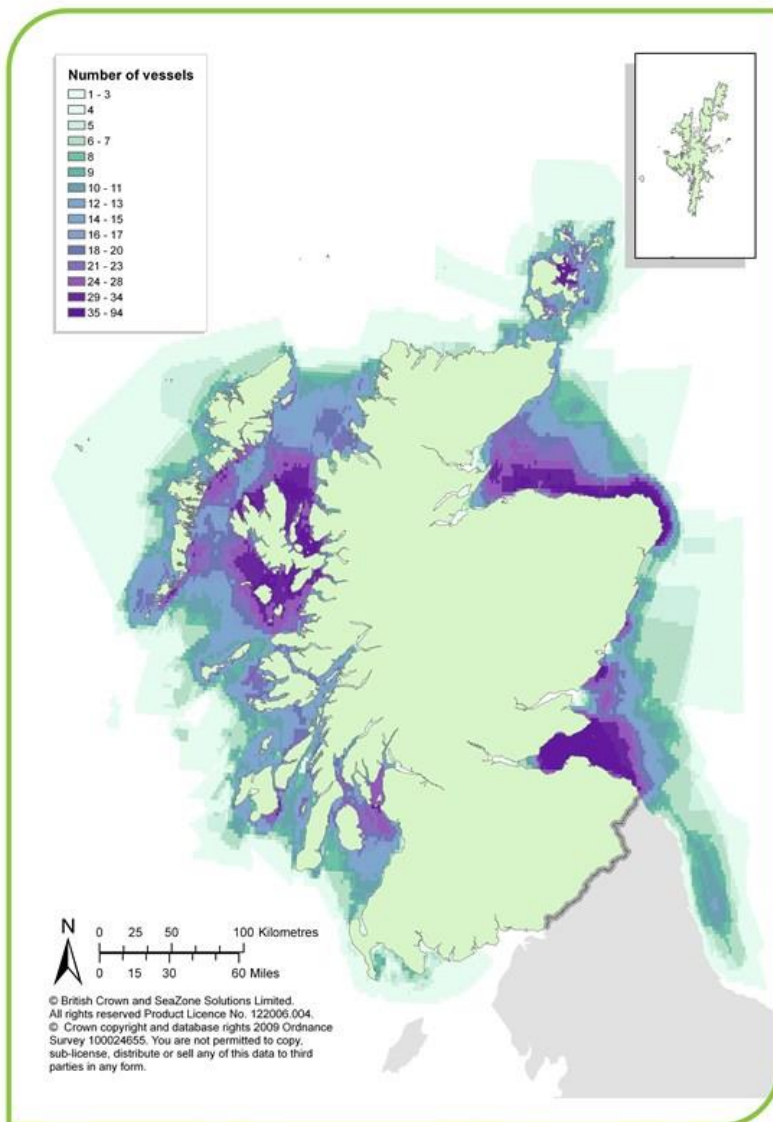 Number of vessels
1 - 3
4
5
6 - 7
8
9
10 - 11
12 - 13
14 - 15
16 - 17
18 - 20
21 - 23
24 - 28
29 - 34
35 - 94
N
0 25 50 100 Kilometres
0 15 30 60 Miles
© British Crown and SeaZone Solutions Limited.
All rights reserved Product Licence No. 122006.004.
© Crown copyright and database rights 2009 Ordnance
Survey 100024655. You are not permitted to copy,
sub-license, distribute or sell any of this data to third
parties in any form.